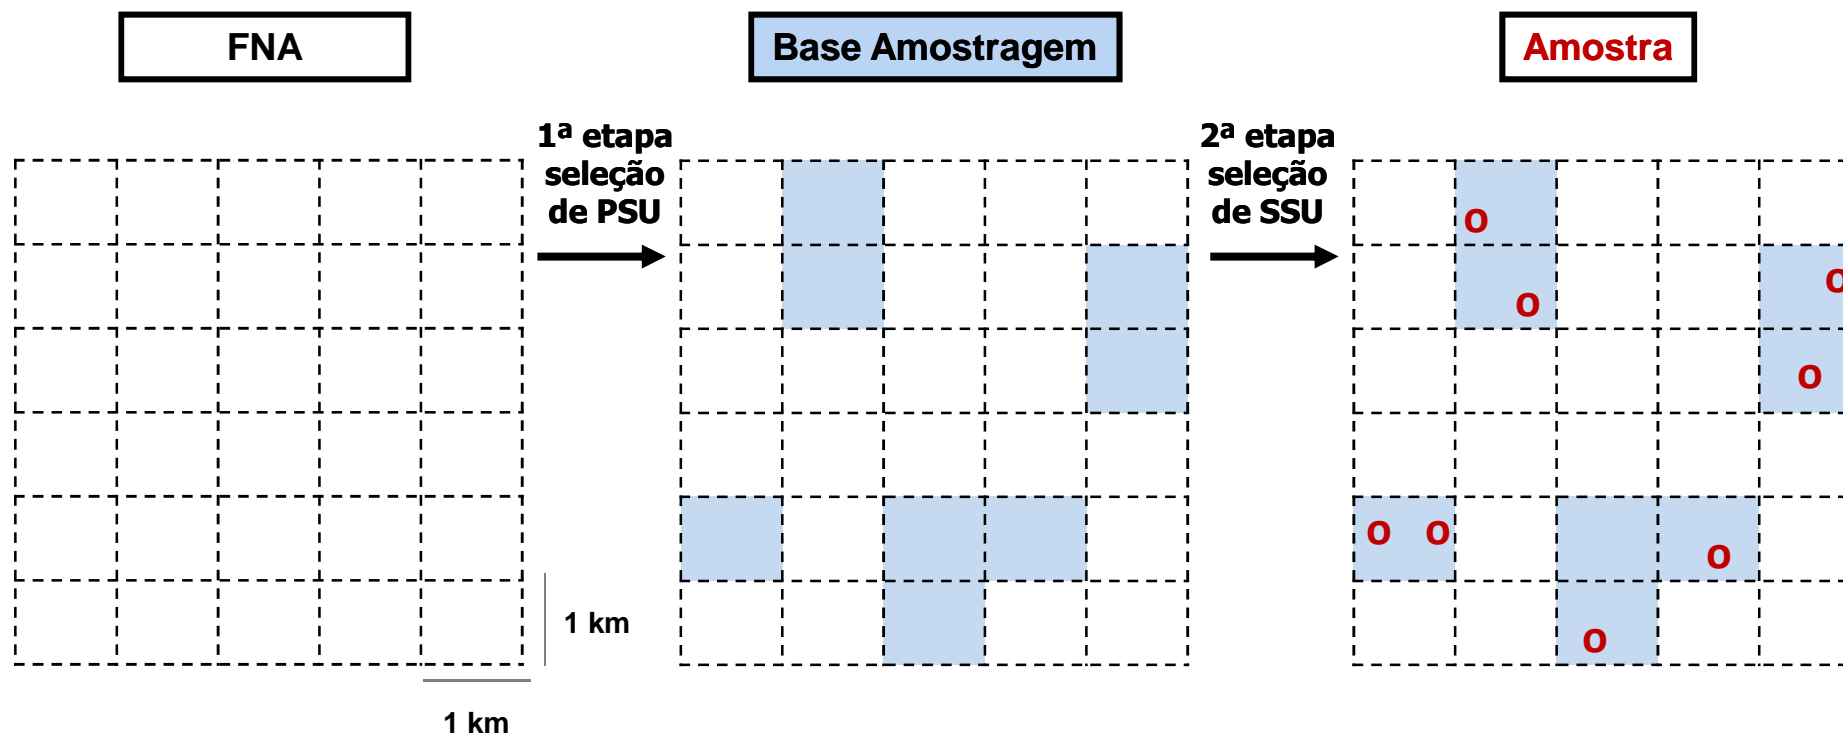 FNA
Base Amostragem
Amostra
1ª etapa
seleção
de PSU
2ª etapa
seleção
de SSU
o
o
o
o
o o
o
o
1 km
1 km